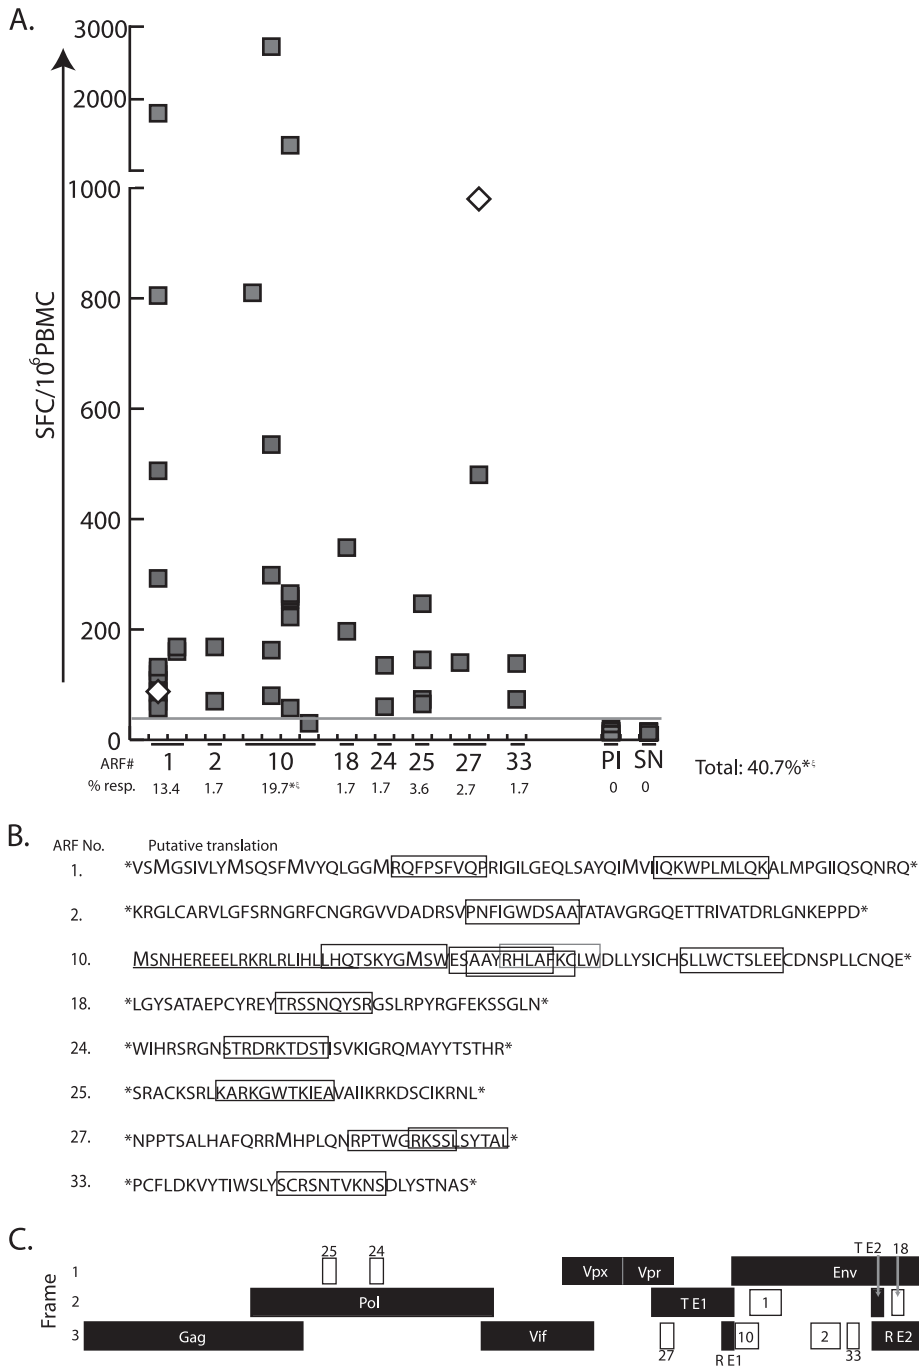 A.
3000
2000
1000
800
600
400
200
0
SFC/10⁶PBMC
ARF# 1 2 10 18 24 25 27 33 PI SN
% resp. 13.4 1.7 19.7*ξ 1.7 1.7 3.6 2.7 1.7 0 0
Total: 40.7%*ξ
B.
ARF No. Putative translation
1. *VSMGSIVLYMSQSFMVYQLGGMRQFPSFVQPRIGILGEQLSAYQIMVIIQKWPLMLQKALMPGIIQSQNRQ*
2. *KRGLCARVLGFSRNGRFCNGRGVVDADRSVPNFIGWDSAATATAVGRGQETTRIVATDRLGNKEPPD*
10. MSNHEREEELRKRLRLIHLLHQTSKYGMSWESAAYRHLAFKCLWDLLYSICHSLLWCTSLEECDNSPLLCNQE*
18. *LGYSATAEPCYREYTRSSNQYSRGSLRPYRGFEKSSGLN*
24. *WIHRSRGNSTRDRKTDSTISVKIGRQMAYYTSTHR*
25. *SRACKSRLKARKGWTKIEAVAIIKRKDSCIKRNL*
27. *NPPTSALHAFQRRMHPLQNRPTWGRKSSLSYTAL*
33. *PCFLDKVYTIWSLYSCRSNTVKNSDLYSTNAS*
C.
Frame
25 24 T E2 18
1 Vpx Vpr Env
2 Pol T E1 1
3 Gag Vif 10 2 R E2
27 R E1 33